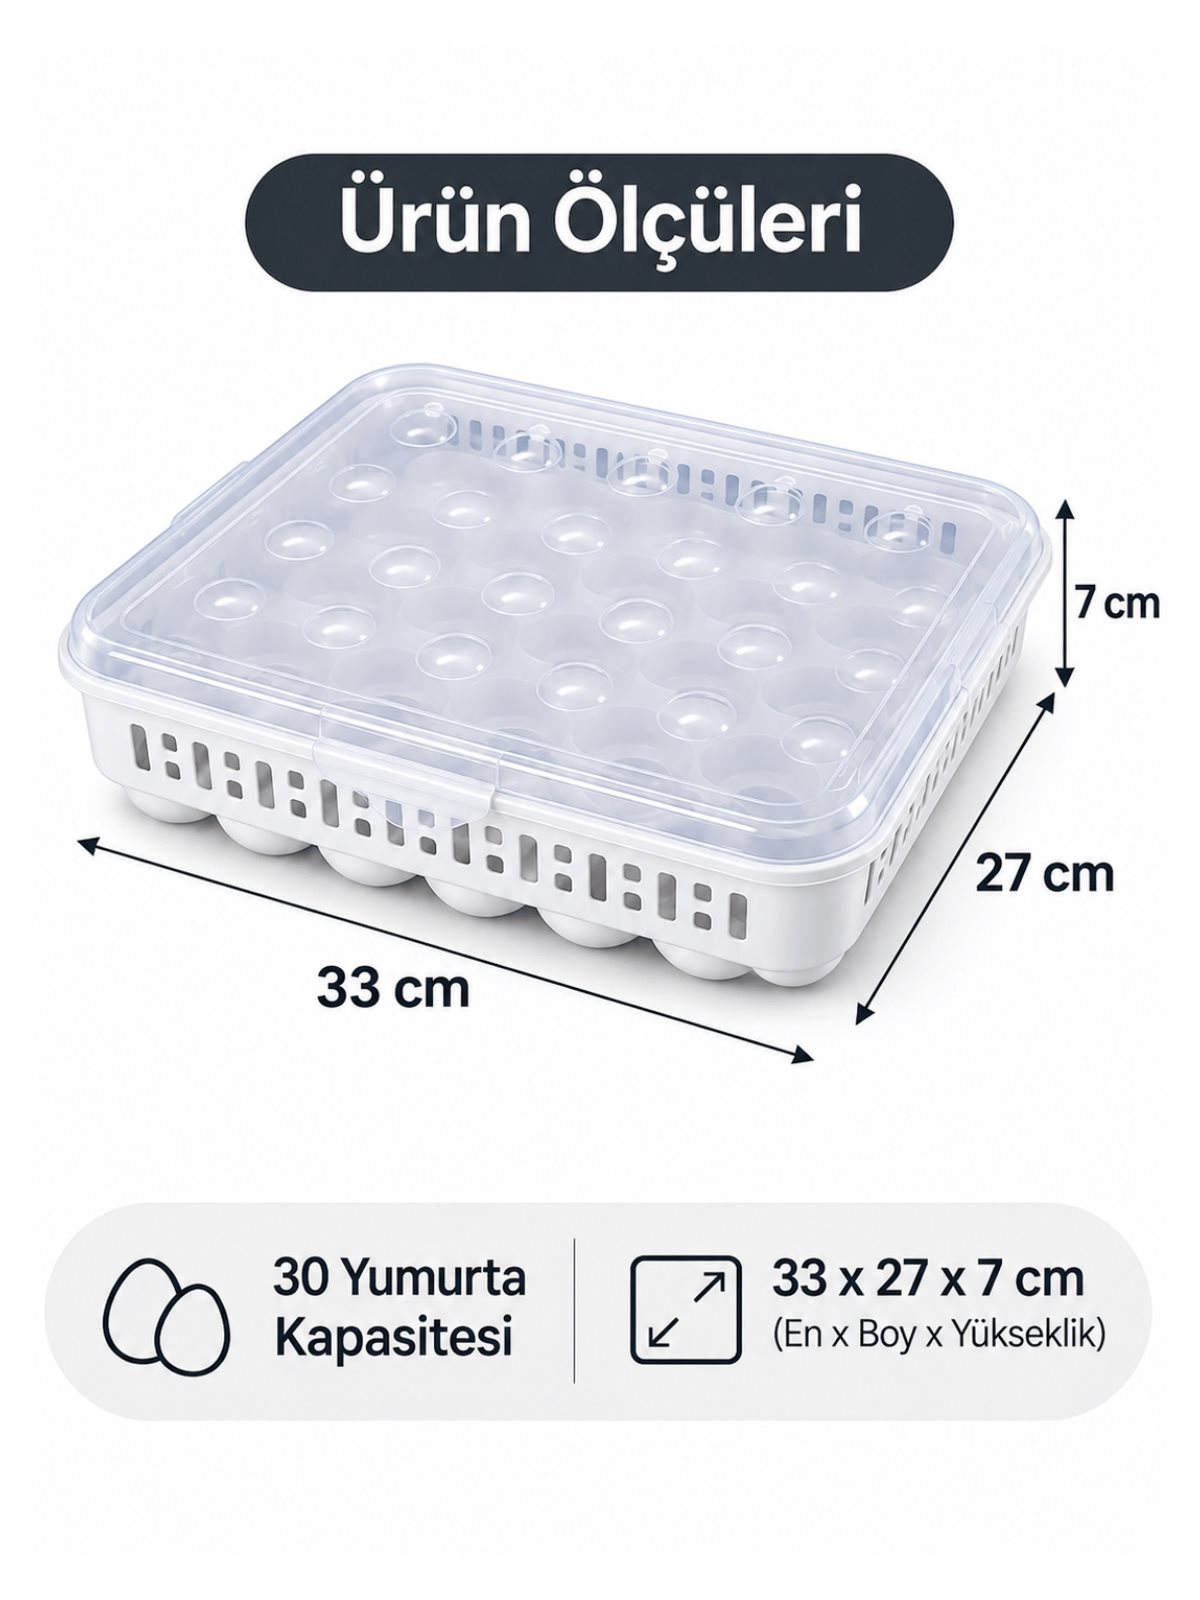 Ürün Ölçüleri
7 cm
27 cm
33 cm
30 Yumurta
Kapasitesi
33 x 27 x 7 cm
(En x Boy x Yükseklik)